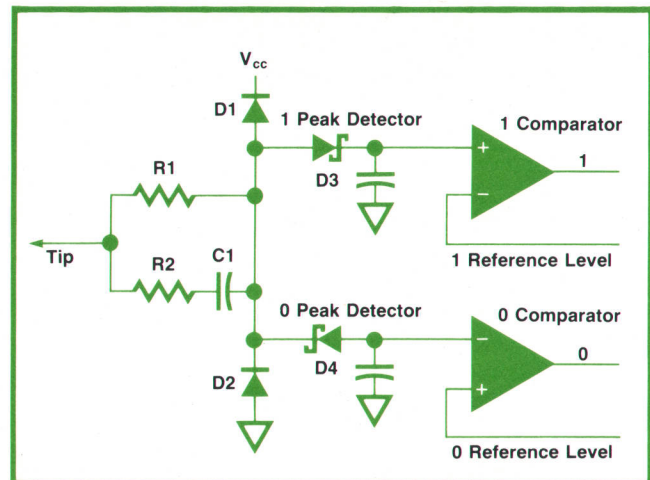 Vcc
D1
1 Peak Detector
1 Comparator
+
1
R1
D3
−
Tip
1 Reference Level
R2
C1
0 Peak Detector
0 Comparator
−
0
D2
D4
+
0 Reference Level